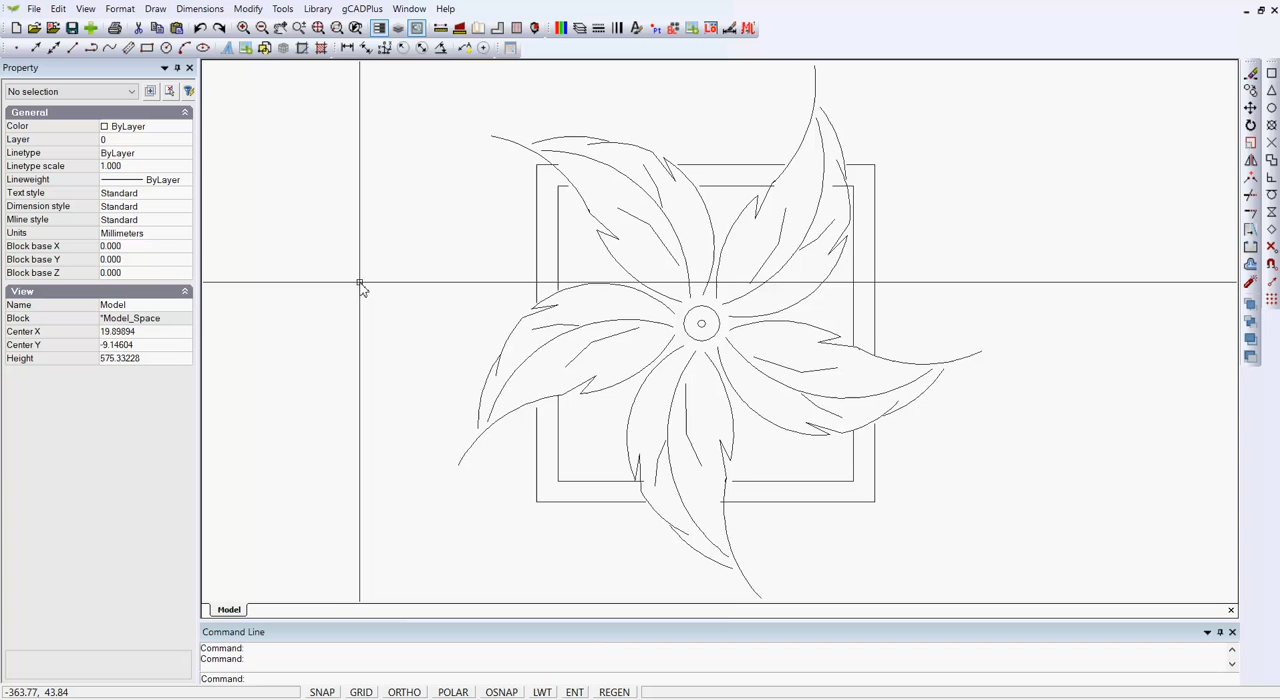 File Edit View Format Draw Dimensions Modify Tools Library gCADPlus Window Help
Property
No selection
General
Color ByLayer
Layer 0
Linetype ByLayer
Linetype scale 1.000
Lineweight ByLayer
Text style Standard
Dimension style Standard
Mline style Standard
Units Millimeters
Block base X 0.000
Block base Y 0.000
Block base Z 0.000
View
Name Model
Block *Model_Space
Center X 19.89894
Center Y -9.14604
Height 575.33228
Model
Command Line
Command:
Command:
Command:
-363.77, 43.84 SNAP GRID ORTHO POLAR OSNAP LWT ENT REGEN